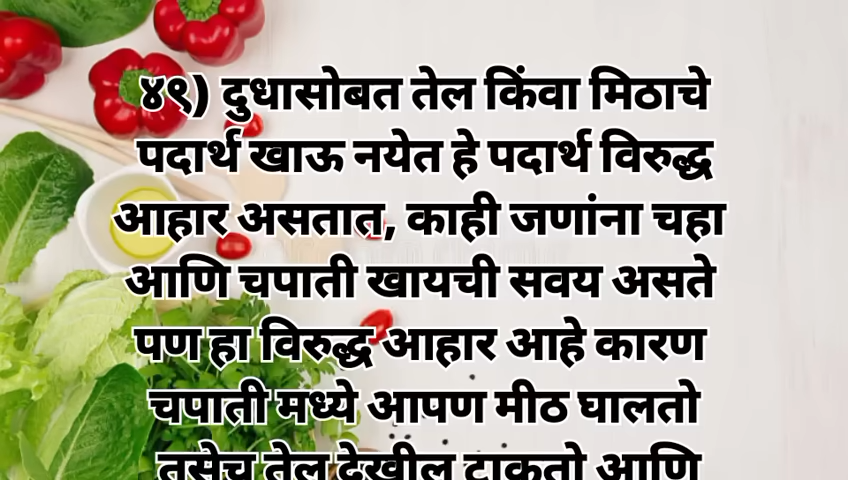 ४९) दुधासोबत तेल किंवा मिठाचे
पदार्थ खाऊ नयेत हे पदार्थ विरुद्ध
आहार असतात, काही जणांना चहा
आणि चपाती खायची सवय असते
पण हा विरुद्ध आहार आहे कारण
चपाती मध्ये आपण मीठ घालतो
तसेच तेल देखील टाकतो आणि